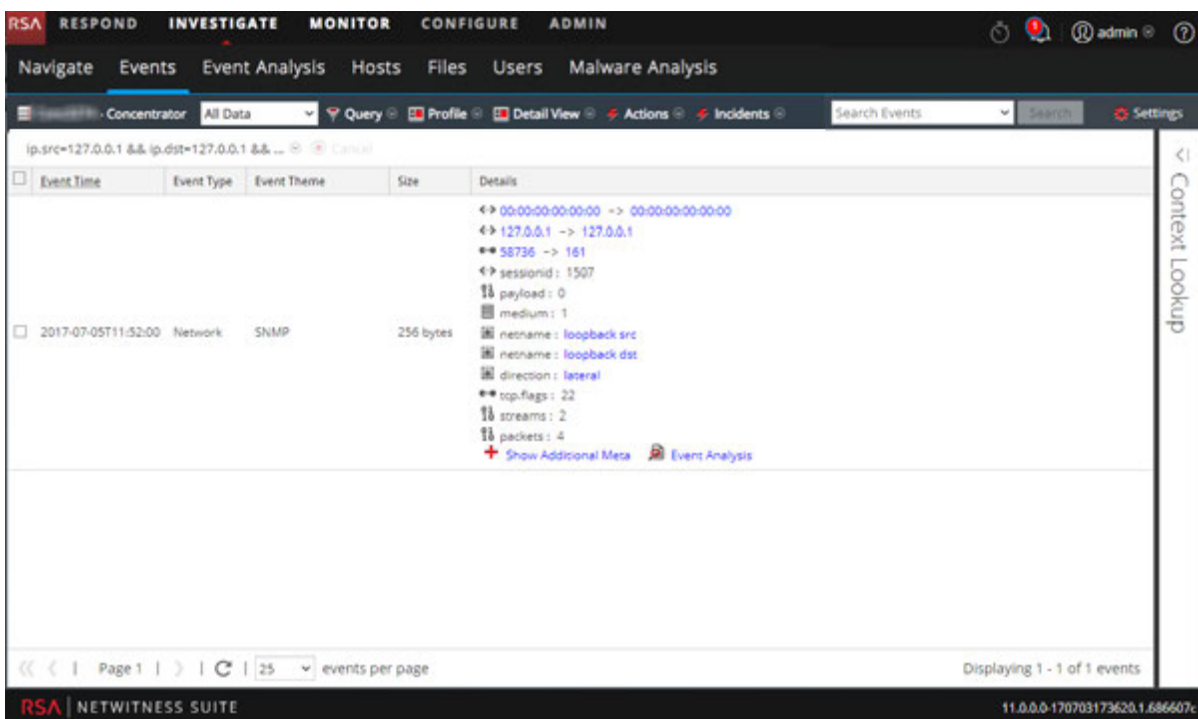 RSA RESPOND INVESTIGATE MONITOR CONFIGURE ADMIN 1 admin ?
Navigate Events Event Analysis Hosts Files Users Malware Analysis
- Concentrator All Data Query Profile Detail View Actions Incidents Search Events Search Settings
ip.src=127.0.0.1 && ip.dst=127.0.0.1 && ... Cancel
Event Time Event Type Event Theme Size Details
2017-07-05T11:52:00 Network SNMP 256 bytes
00:00:00:00:00:00 -> 00:00:00:00:00:00
127.0.0.1 -> 127.0.0.1
58736 -> 161
sessionid : 1507
payload : 0
medium : 1
netname : loopback src
netname : loopback dst
direction : lateral
tcp.flags : 22
streams : 2
packets : 4
Show Additional Meta Event Analysis
Context Lookup
Page 1 | 25 events per page Displaying 1 - 1 of 1 events
RSA | NETWITNESS SUITE 11.0.0.0-170703173620.1.686607c